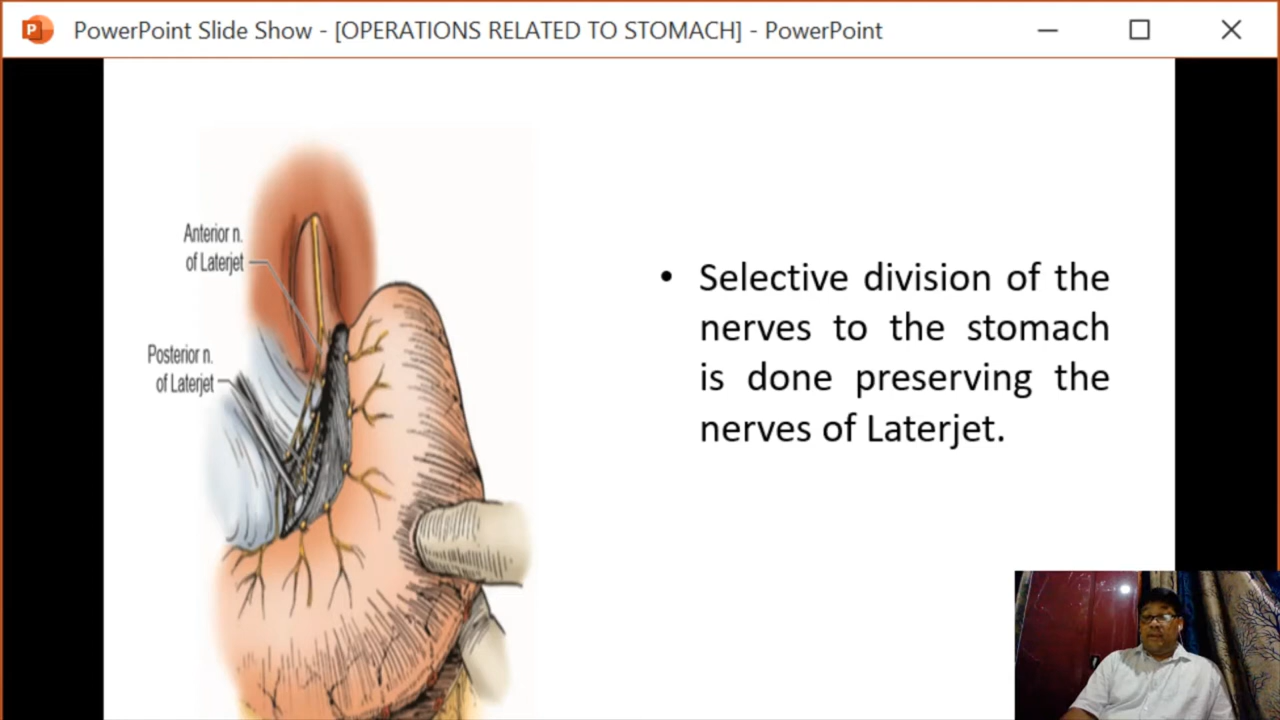 PowerPoint Slide Show - [OPERATIONS RELATED TO STOMACH] - PowerPoint
Anterior n.
of Laterjet
Posterior n.
of Laterjet
• Selective division of the
nerves to the stomach
is done preserving the
nerves of Laterjet.